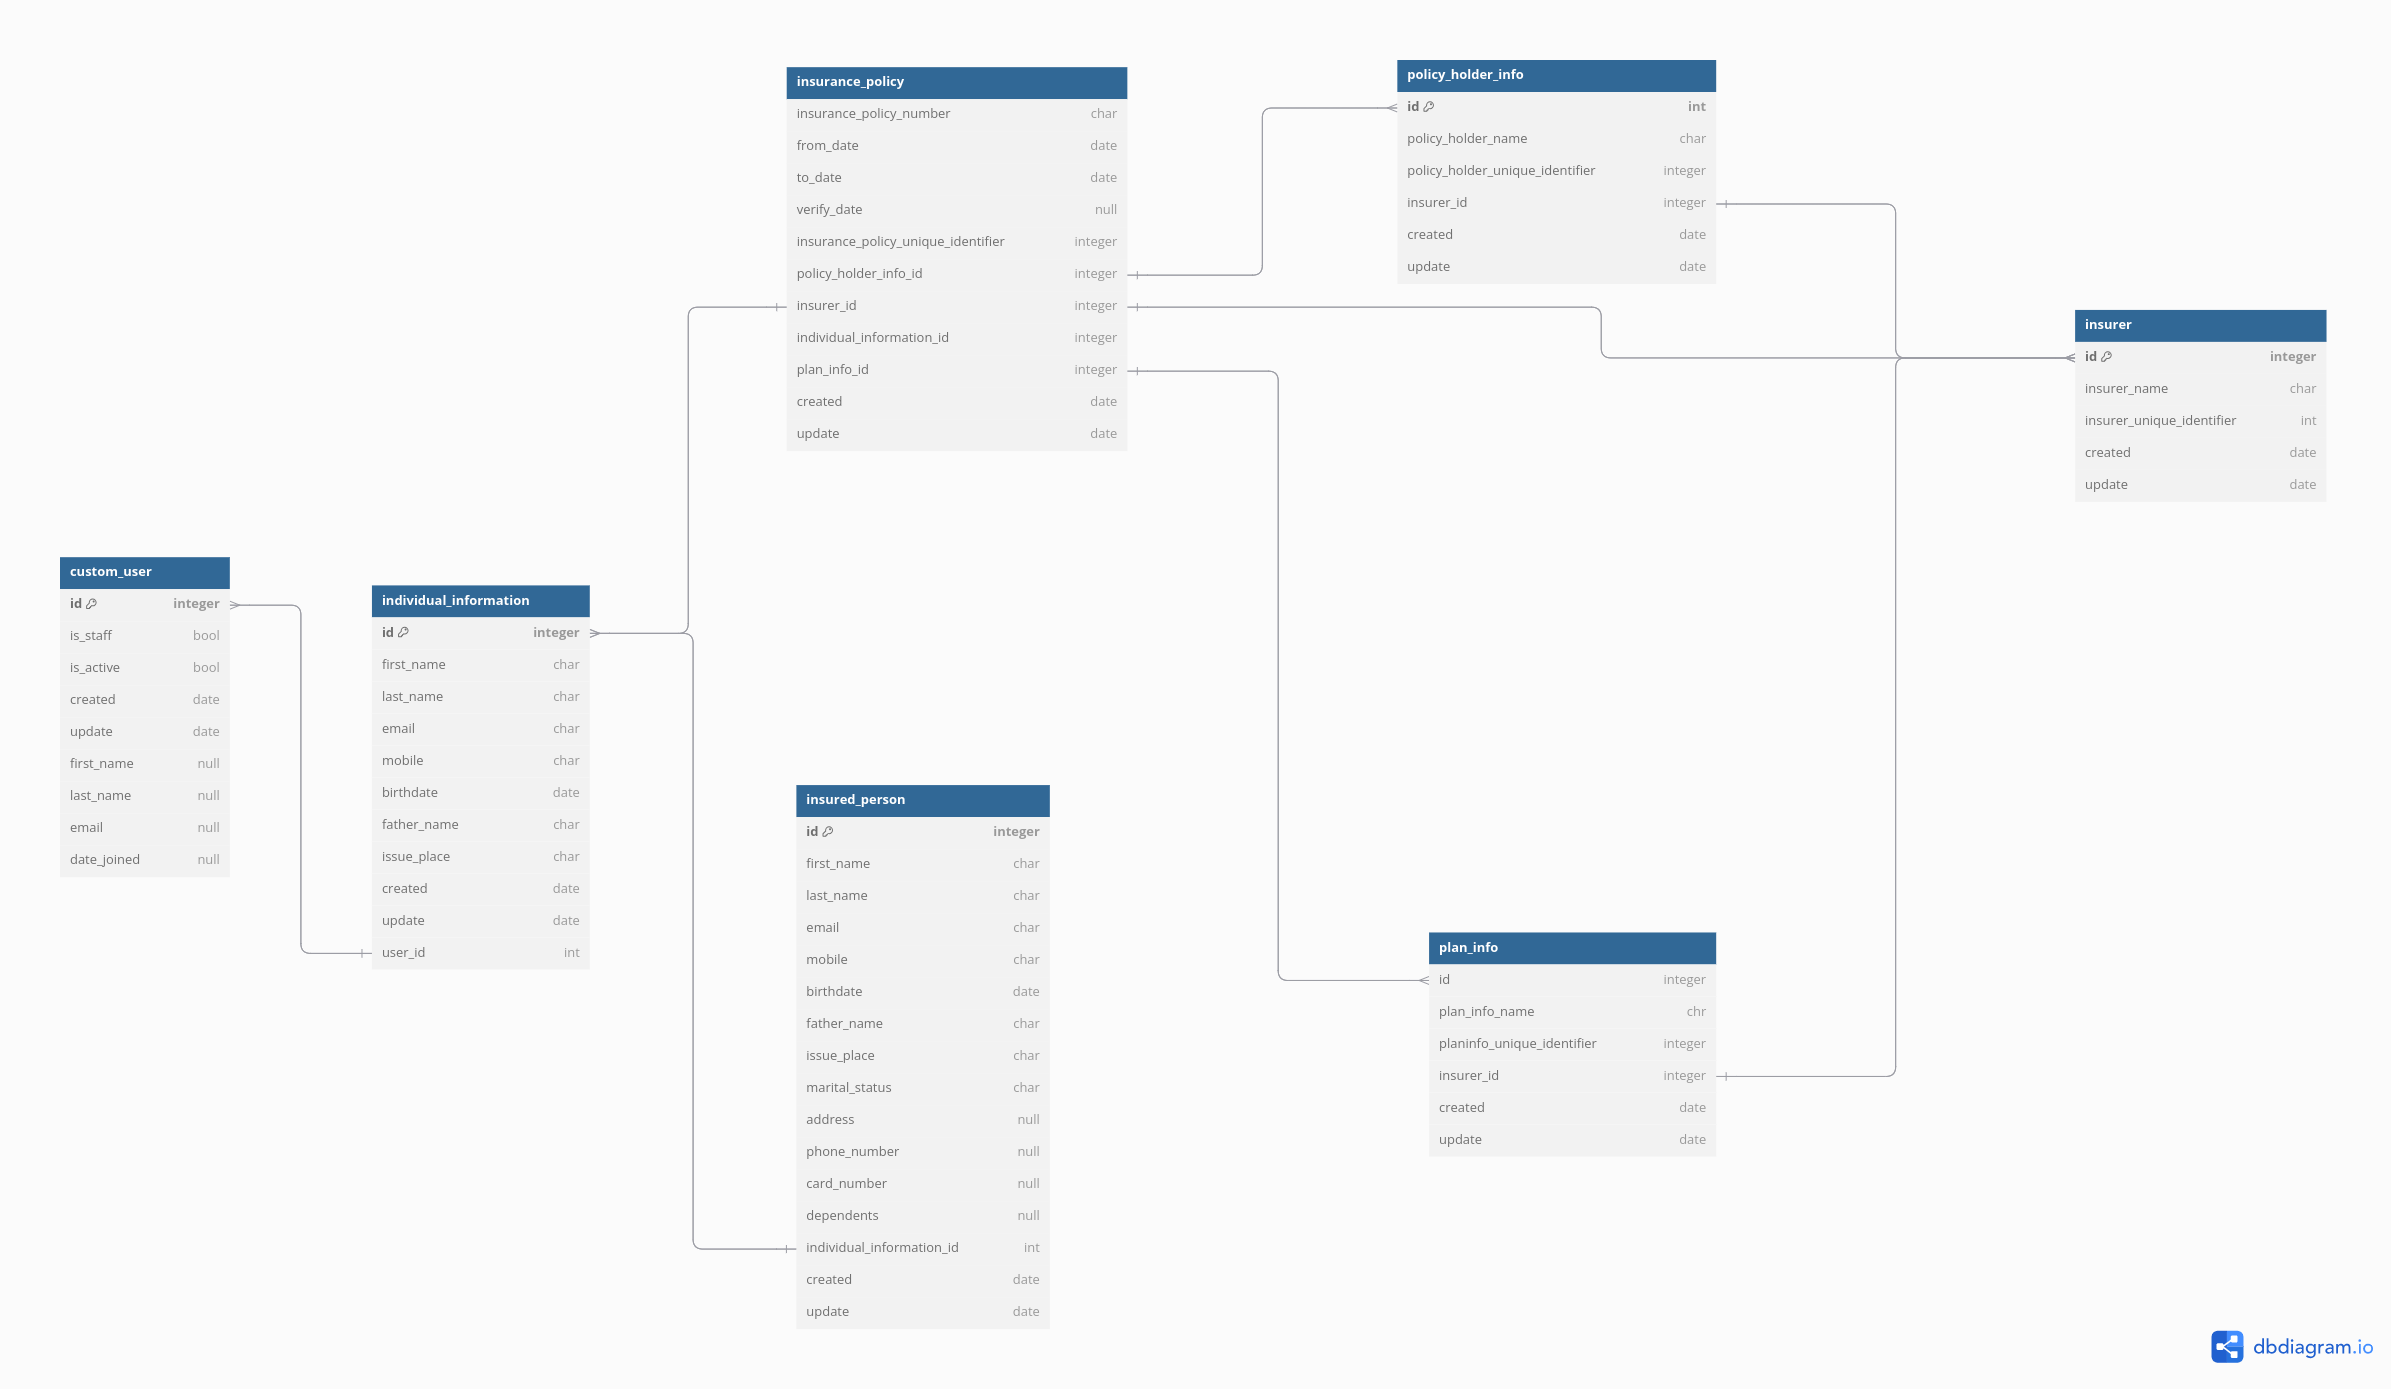 insurance_policy
insurance_policy_number char
from_date date
to_date date
verify_date null
insurance_policy_unique_identifier integer
policy_holder_info_id integer
insurer_id integer
individual_information_id integer
plan_info_id integer
created date
update date
policy_holder_info
id int
policy_holder_name char
policy_holder_unique_identifier integer
insurer_id integer
created date
update date
insurer
id integer
insurer_name char
insurer_unique_identifier int
created date
update date
custom_user
id integer
is_staff bool
is_active bool
created date
update date
first_name null
last_name null
email null
date_joined null
individual_information
id integer
first_name char
last_name char
email char
mobile char
birthdate date
father_name char
issue_place char
created date
update date
user_id int
insured_person
id integer
first_name char
last_name char
email char
mobile char
birthdate date
father_name char
issue_place char
marital_status char
address null
phone_number null
card_number null
dependents null
individual_information_id int
created date
update date
plan_info
id integer
plan_info_name chr
planinfo_unique_identifier integer
insurer_id integer
created date
update date
dbdiagram.io